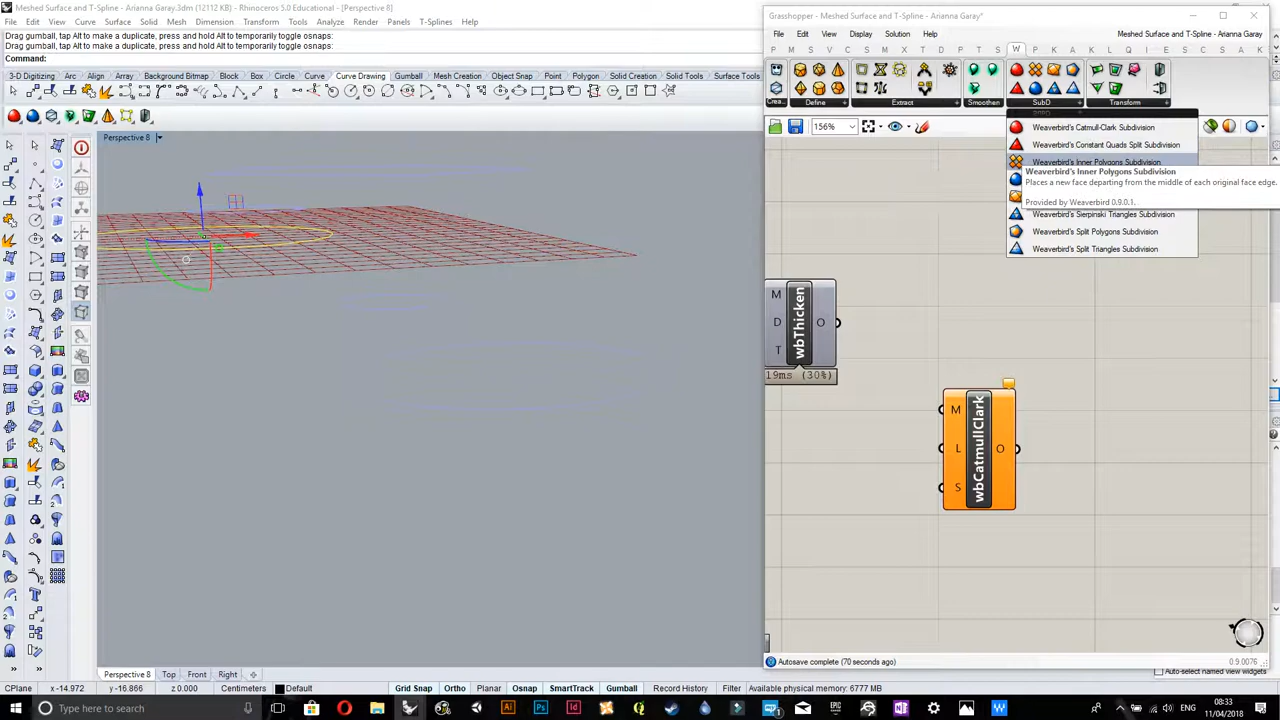 Meshed Surface and T-Spline - Arianna Garay.3dm (12112 KB) - Rhinoceros 5.0 Educational - [Perspective 8]
File Edit View Curve Surface Solid Mesh Dimension Transform Tools Analyze Render Panels T-Splines Help
Drag gumball, tap Alt to make a duplicate, press and hold Alt to temporarily toggle osnaps:
Drag gumball, tap Alt to make a duplicate, press and hold Alt to temporarily toggle osnaps:
Command:
3-D Digitizing Arc Align Array Background Bitmap Block Box Circle Curve Curve Drawing Gumball Mesh Creation Object Snap Point Polygon Solid Creation Solid Tools Surface Tools
Perspective 8
Grasshopper - Meshed Surface and T-Spline - Arianna Garay*
File Edit View Display Solution Help
Meshed Surface and T-Spline - Arianna Garay
Crea... Define Extract Smoothen SubD Transform
156%
Weaverbird's Catmull-Clark Subdivision
Weaverbird's Constant Quads Split Subdivision
Weaverbird's Inner Polygons Subdivision
Weaverbird's Inner Polygons Subdivision
Places a new face departing from the middle of each original face edge.
Provided by Weaverbird 0.9.0.1.
Weaverbird's Sierpinski Triangles Subdivision
Weaverbird's Split Polygons Subdivision
Weaverbird's Split Triangles Subdivision
M
D
T
wbThicken
O
19ms (30%)
M
L
S
wbCatmullClark
O
Autosave complete (70 seconds ago)
0.9.0076
Auto-select named view widgets
Perspective 8 Top Front Right
CPlane x -14.972 y -16.866 z 0.000 Centimeters Default Grid Snap Ortho Planar Osnap SmartTrack Gumball Record History Filter Available physical memory: 6777 MB
Type here to search
08:33
11/04/2018